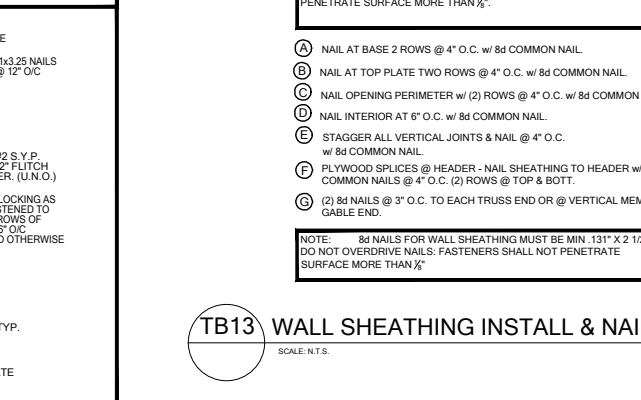 E
1x3.25 NAILS
@ 12" O/C
#2 S.Y.P.
2" FLITCH
ER. (U.N.O.)
LOCKING AS
STENED TO
ROWS OF
6" O/C
D OTHERWISE
TYP.
TE
PENETRATE SURFACE MORE THAN ⅛".
A NAIL AT BASE 2 ROWS @ 4" O.C. w/ 8d COMMON NAIL.
B NAIL AT TOP PLATE TWO ROWS @ 4" O.C. w/ 8d COMMON NAIL.
C NAIL OPENING PERIMETER w/ (2) ROWS @ 4" O.C. w/ 8d COMMON
D NAIL INTERIOR AT 6" O.C. w/ 8d COMMON NAIL.
E STAGGER ALL VERTICAL JOINTS & NAIL @ 4" O.C.
w/ 8d COMMON NAIL.
F PLYWOOD SPLICES @ HEADER - NAIL SHEATHING TO HEADER w/
COMMON NAILS @ 4" O.C. (2) ROWS @ TOP & BOTT.
G (2) 8d NAILS @ 3" O.C. TO EACH TRUSS END OR @ VERTICAL MEM
GABLE END.
NOTE: 8d NAILS FOR WALL SHEATHING MUST BE MIN .131" X 2 1/2
DO NOT OVERDRIVE NAILS: FASTENERS SHALL NOT PENETRATE
SURFACE MORE THAN ⅛"
TB13 WALL SHEATHING INSTALL & NAI
SCALE: N.T.S.